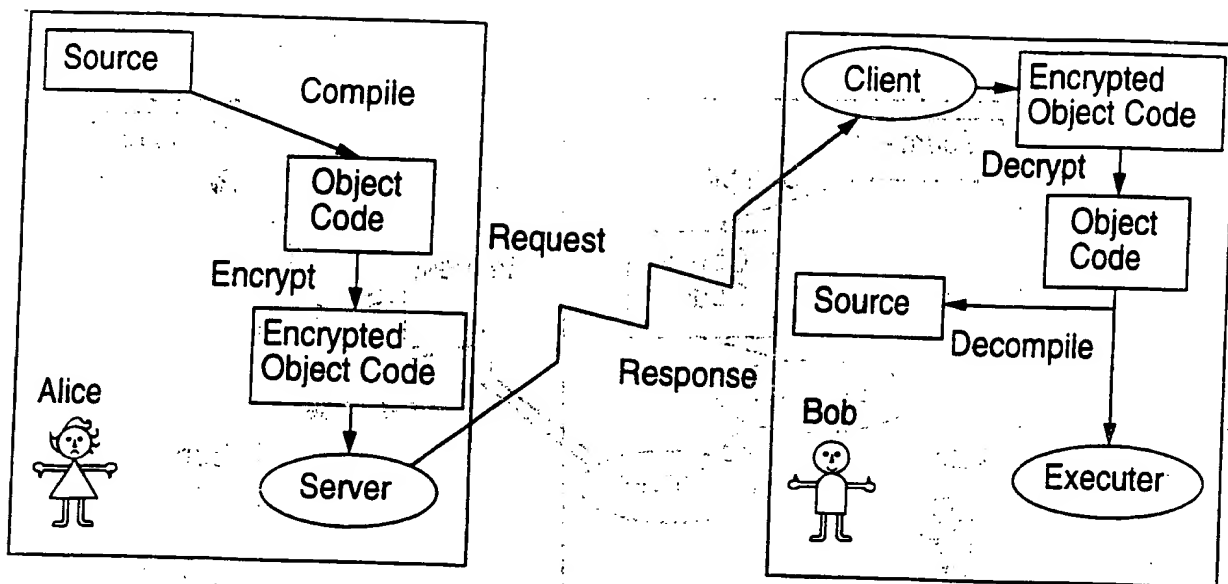 Source
Compile
Object
Code
Encrypt
Encrypted
Object Code
Alice
Server
Request
Response
Client
Encrypted
Object Code
Decrypt
Object
Code
Source
Decompile
Bob
Executer